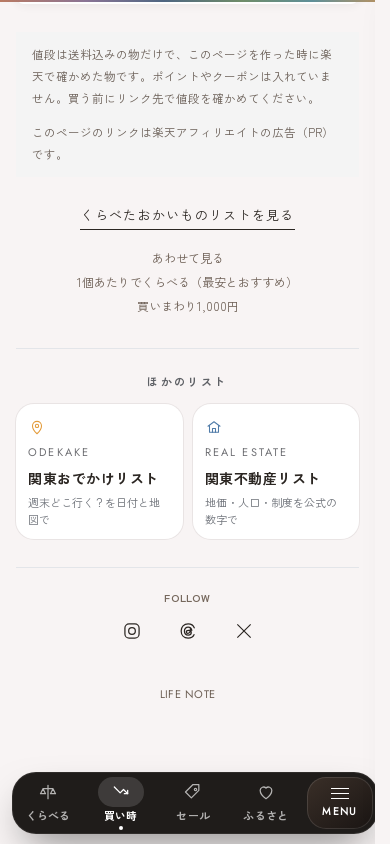 値段は送料込みの物だけで、このページを作った時に楽
天で確かめた物です。ポイントやクーポンは入れていま
せん。買う前にリンク先で値段を確かめてください。
このページのリンクは楽天アフィリエイトの広告（PR）
です。
くらべたおかいものリストを見る
あわせて見る
1個あたりでくらべる（最安とおすすめ）
買いまわり1,000円
ほかのリスト
ODEKAKE
関東おでかけリスト
週末どこ行く？を日付と地
図で
REAL ESTATE
関東不動産リスト
地価・人口・制度を公式の
数字で
FOLLOW
LIFE NOTE
くらべる
買い時
セール
ふるさと
MENU